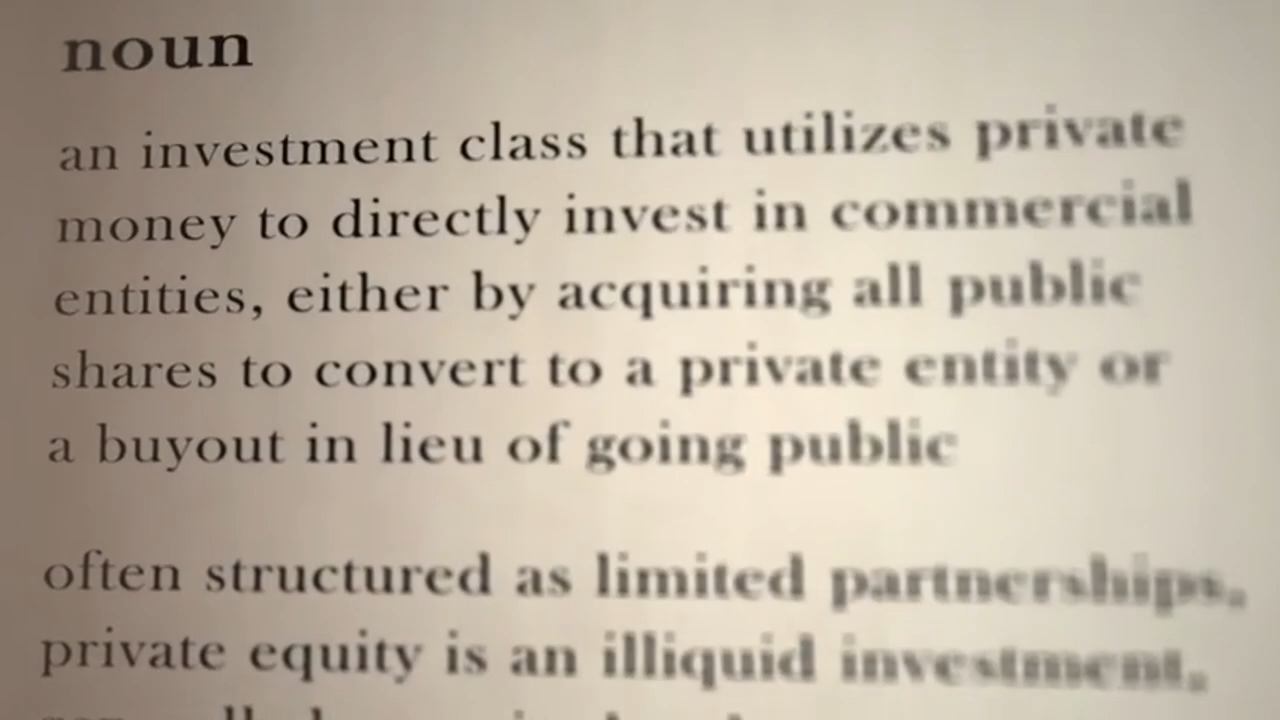 noun
an investment class that utilizes private
money to directly invest in commercial
entities, either by acquiring all public
shares to convert to a private entity or
a buyout in lieu of going public
often structured as limited partnerships,
private equity is an illiquid investment,